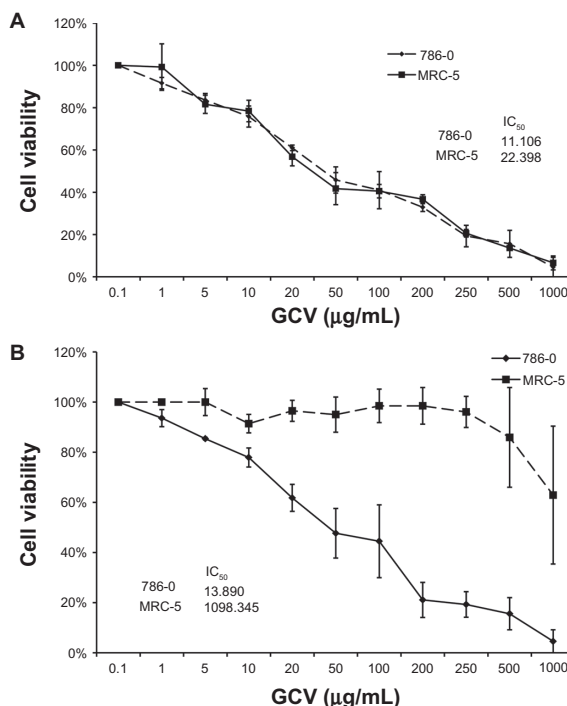 A
120%
100%
80%
60%
40%
20%
0%
Cell viability
786-0
MRC-5
IC50
786-0 11.106
MRC-5 22.398
0.1 1 5 10 20 50 100 200 250 500 1000
GCV (μg/mL)
B
120%
100%
80%
60%
40%
20%
0%
Cell viability
786-0
MRC-5
IC50
786-0 13.890
MRC-5 1098.345
0.1 1 5 10 20 50 100 200 250 500 1000
GCV (μg/mL)